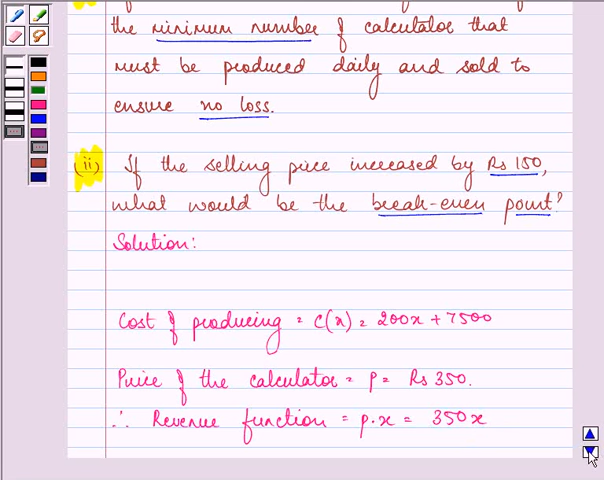 the minimum number of calculator that
must be produced daily and sold to
ensure no loss.
(ii) If the selling price increased by Rs 150,
what would be the break-even point?
Solution:
Cost of producing = C(x) = 200x + 7500
Price of the calculator = p = Rs 350.
∴ Revenue function = p.x = 350x